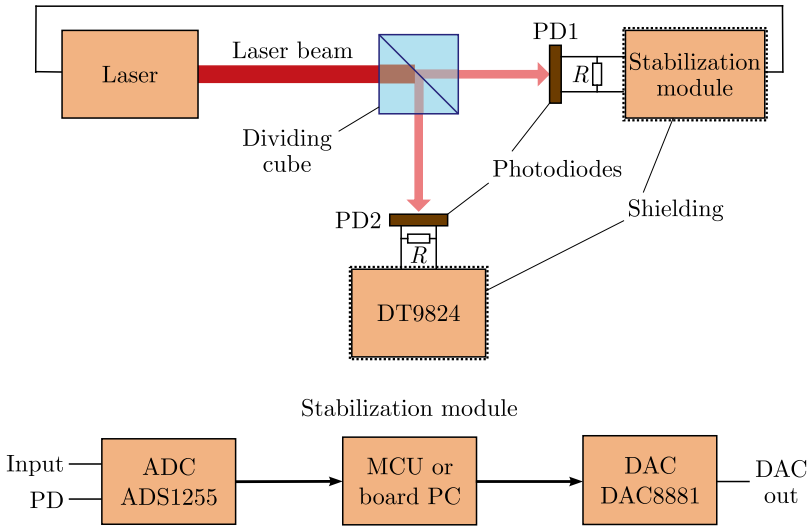 PD1
Laser beam
Laser
R
Stabilization
module
Dividing
cube
Photodiodes
Shielding
PD2
R
DT9824
Stabilization module
Input
PD
ADC
ADS1255
MCU or
board PC
DAC
DAC8881
DAC
out